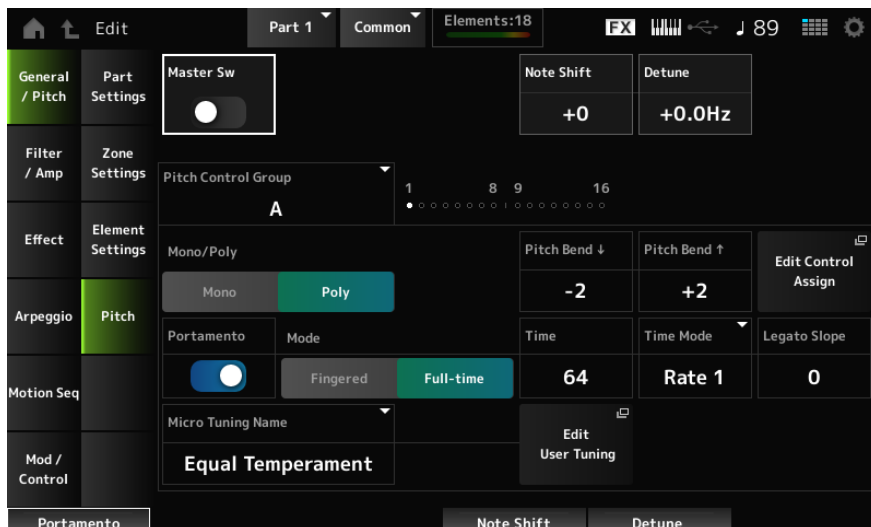 Edit
Part 1
Common
Elements:18
FX
♩ 89
General
/ Pitch
Part
Settings
Master Sw
Note Shift
+0
Detune
+0.0Hz
Filter
/ Amp
Zone
Settings
Pitch Control Group
A
1 8 9 16
Effect
Element
Settings
Mono/Poly
Mono
Poly
Pitch Bend ↓
-2
Pitch Bend ↑
+2
Edit Control
Assign
Arpeggio
Pitch
Portamento
Mode
Fingered
Full-time
Time
64
Time Mode
Rate 1
Legato Slope
0
Motion Seq
Micro Tuning Name
Equal Temperament
Edit
User Tuning
Mod /
Control
Portamento
Note Shift
Detune